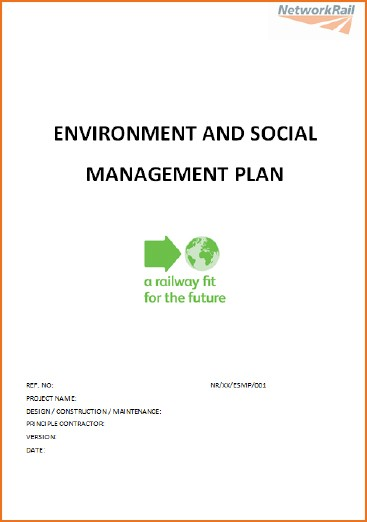 NetworkRail
ENVIRONMENT AND SOCIAL
MANAGEMENT PLAN
a railway fit
for the future
REF. NO: NR/XX/ESMP/001
PROJECT NAME:
DESIGN / CONSTRUCTION / MAINTENANCE:
PRINCIPLE CONTRACTOR:
VERSION:
DATE: